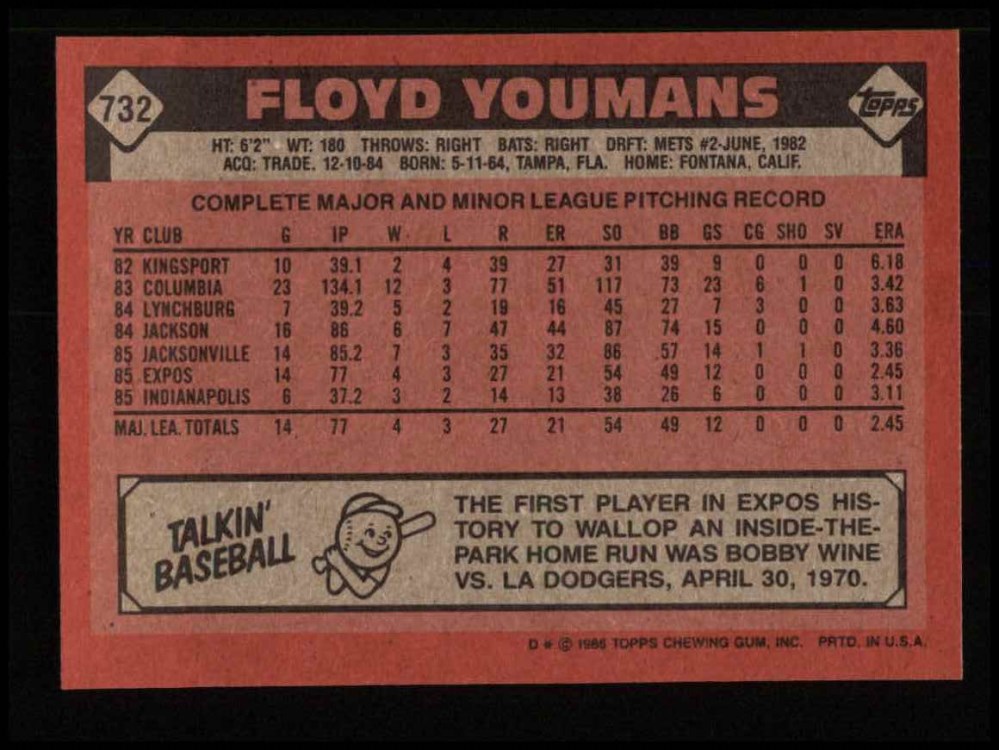 732 FLOYD YOUMANS TOPPS
HT: 6'2" WT: 180 THROWS: RIGHT BATS: RIGHT DRFT: METS #2-JUNE, 1982
ACQ: TRADE. 12-10-84 BORN: 5-11-64, TAMPA, FLA. HOME: FONTANA, CALIF.
COMPLETE MAJOR AND MINOR LEAGUE PITCHING RECORD
YR CLUB G IP W L R ER SO BB GS CG SHO SV ERA
82 KINGSPORT 10 39.1 2 4 39 27 31 39 9 0 0 0 6.18
83 COLUMBIA 23 134.1 12 3 77 51 117 73 23 6 1 0 3.42
84 LYNCHBURG 7 39.2 5 2 19 16 45 27 7 3 0 0 3.63
84 JACKSON 16 86 6 7 47 44 87 74 15 0 0 0 4.60
85 JACKSONVILLE 14 85.2 7 3 35 32 86 57 14 1 1 0 3.36
85 EXPOS 14 77 4 3 27 21 54 49 12 0 0 0 2.45
85 INDIANAPOLIS 6 37.2 3 2 14 13 38 26 6 0 0 0 3.11
MAJ. LEA. TOTALS 14 77 4 3 27 21 54 49 12 0 0 0 2.45
TALKIN'
BASEBALL
THE FIRST PLAYER IN EXPOS HIS-
TORY TO WALLOP AN INSIDE-THE-
PARK HOME RUN WAS BOBBY WINE
VS. LA DODGERS, APRIL 30, 1970.
D * © 1986 TOPPS CHEWING GUM, INC. PRTD. IN U.S.A.